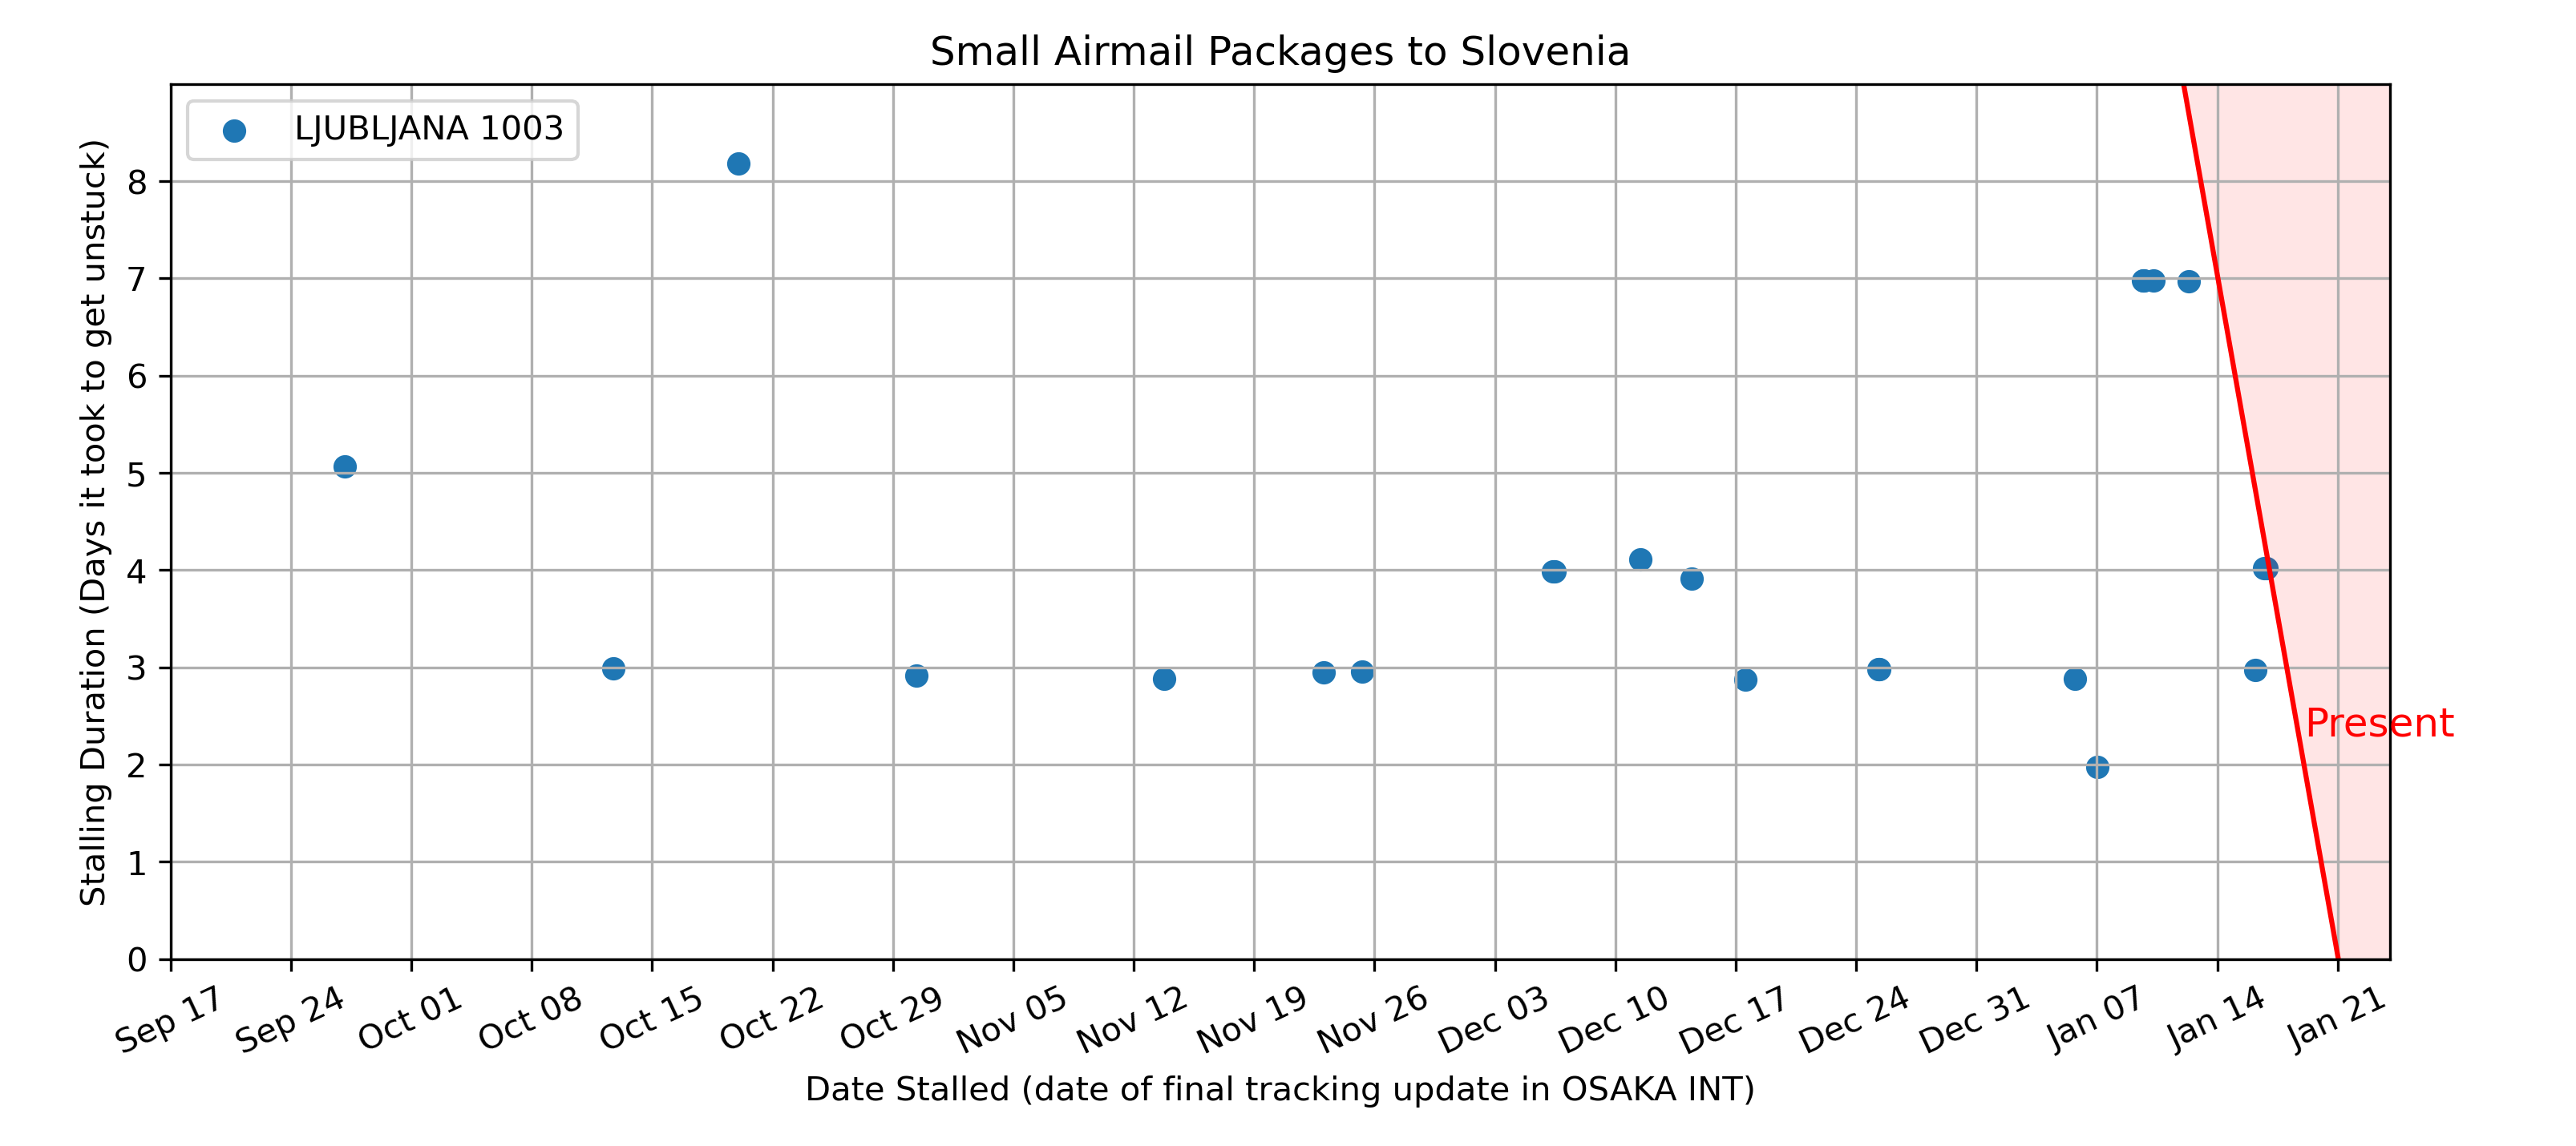 Small Airmail Packages to Slovenia
LJUBLJANA 1003
Stalling Duration (Days it took to get unstuck)
8
7
6
5
4
3
2
1
0
Present
Sep 17 Sep 24 Oct 01 Oct 08 Oct 15 Oct 22 Oct 29 Nov 05 Nov 12 Nov 19 Nov 26 Dec 03 Dec 10 Dec 17 Dec 24 Dec 31 Jan 07 Jan 14 Jan 21
Date Stalled (date of final tracking update in OSAKA INT)